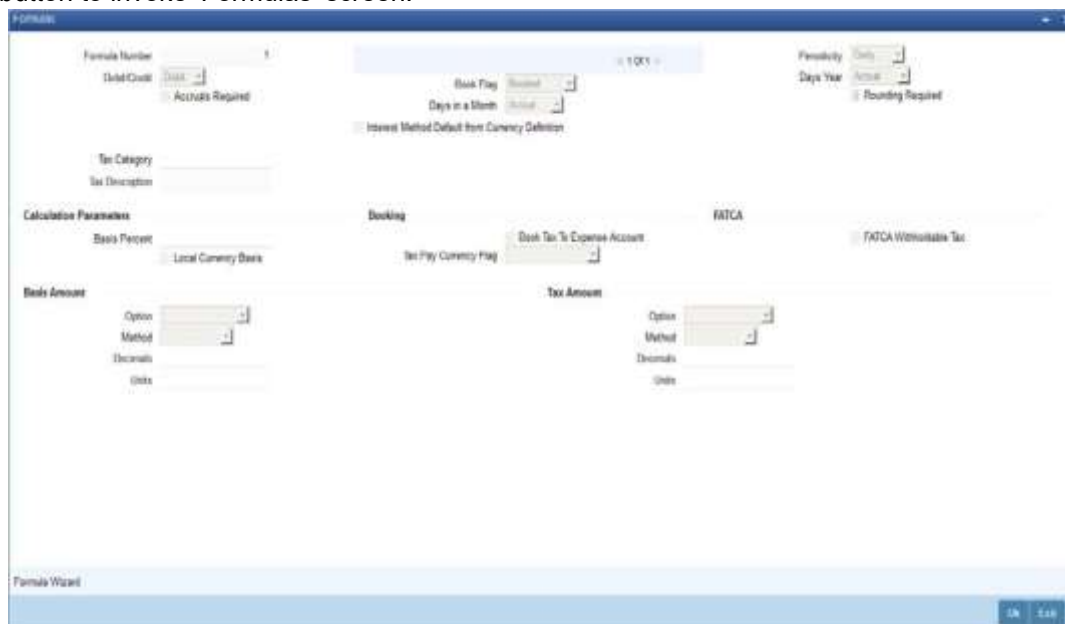 button to invoke 'Formulas' screen.
Formulas
Formula Number 1
1 Of 1
Periodicity Daily
Debit/Credit Debit
Book Flag Booked
Days Year Actual
Accruals Required
Days in a Month Actual
Rounding Required
Interest Method Default from Currency Definition
Tax Category
Tax Description
Calculation Parameters
Booking
FATCA
Basis Percent
Book Tax To Expense Account
FATCA Withholdable Tax
Local Currency Basis
Tax Pay Currency Flag
Basis Amount
Tax Amount
Option
Option
Method
Method
Decimals
Decimals
Units
Units
Formula Wizard
Ok Exit